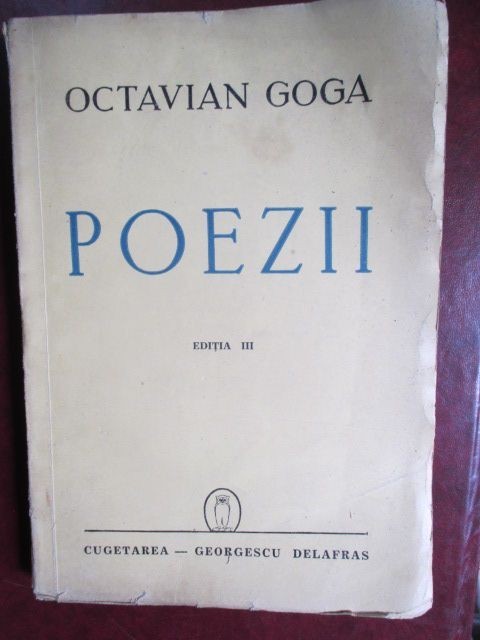 OCTAVIAN GOGA
POEZII
EDIȚIA III
CUGETAREA — GEORGESCU DELAFRAS